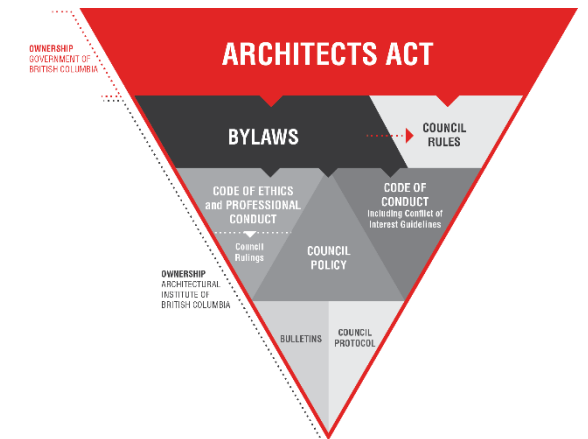 OWNERSHIP
GOVERNMENT OF
BRITISH COLUMBIA
ARCHITECTS ACT
BYLAWS
COUNCIL
RULES
CODE OF ETHICS
and PROFESSIONAL
CONDUCT
Council
Rulings
CODE OF
CONDUCT
Including Conflict of
Interest Guidelines
COUNCIL
POLICY
OWNERSHIP
ARCHITECTURAL
INSTITUTE OF
BRITISH COLUMBIA
BULLETINS
COUNCIL
PROTOCOL